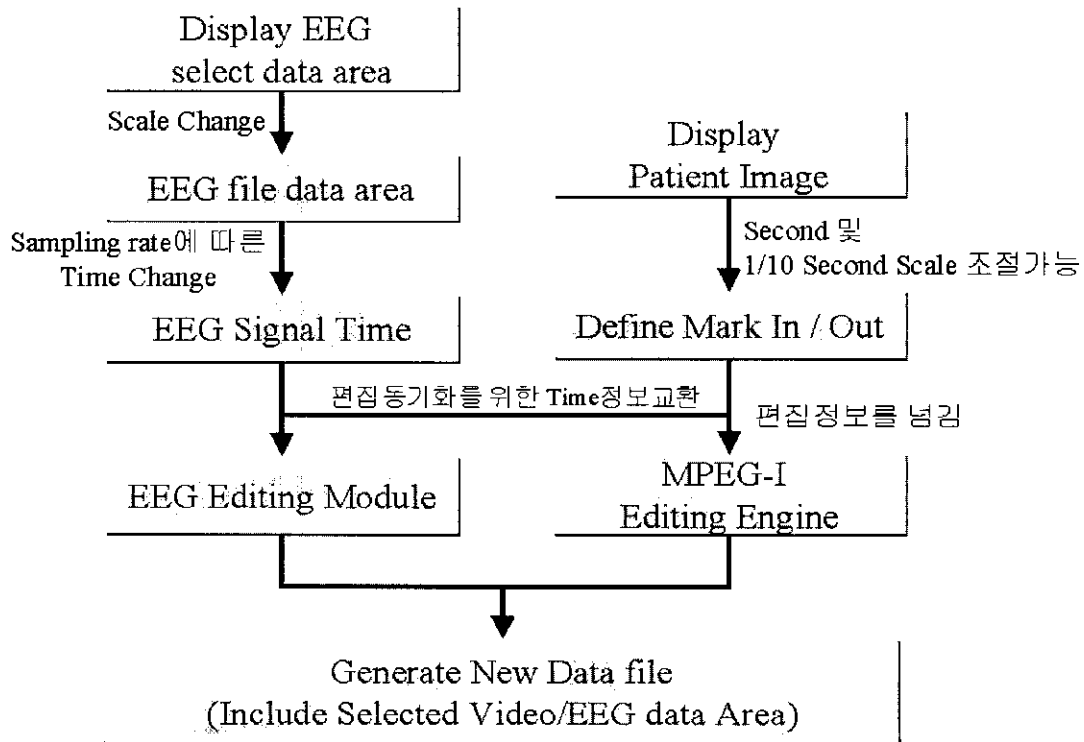 Display EEG
select data area
Scale Change
EEG file data area
Sampling rate에 따른
Time Change
EEG Signal Time
Display
Patient Image
Second 및
1/10 Second Scale 조절가능
Define Mark In / Out
편집동기화를 위한 Time정보교환
편집정보를 넘김
EEG Editing Module
MPEG-I
Editing Engine
Generate New Data file
(Include Selected Video/EEG data Area)